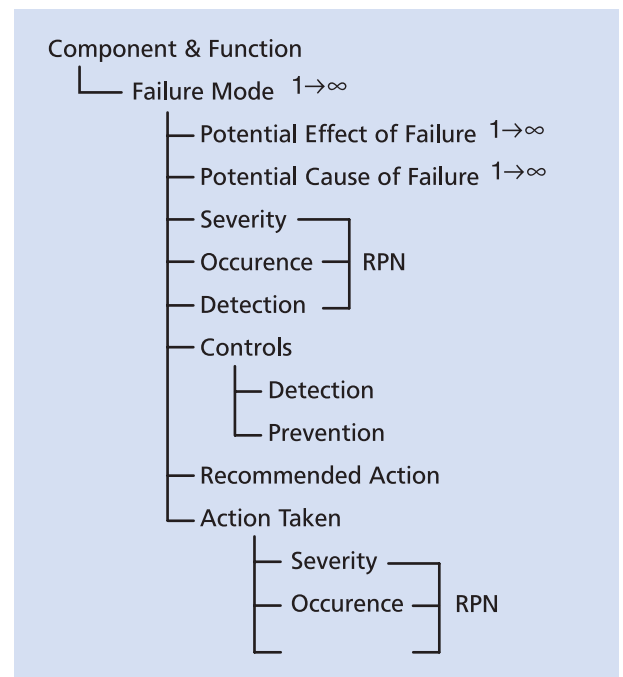 Component & Function
Failure Mode 1→∞
Potential Effect of Failure 1→∞
Potential Cause of Failure 1→∞
Severity
Occurence RPN
Detection
Controls
Detection
Prevention
Recommended Action
Action Taken
Severity
Occurence RPN